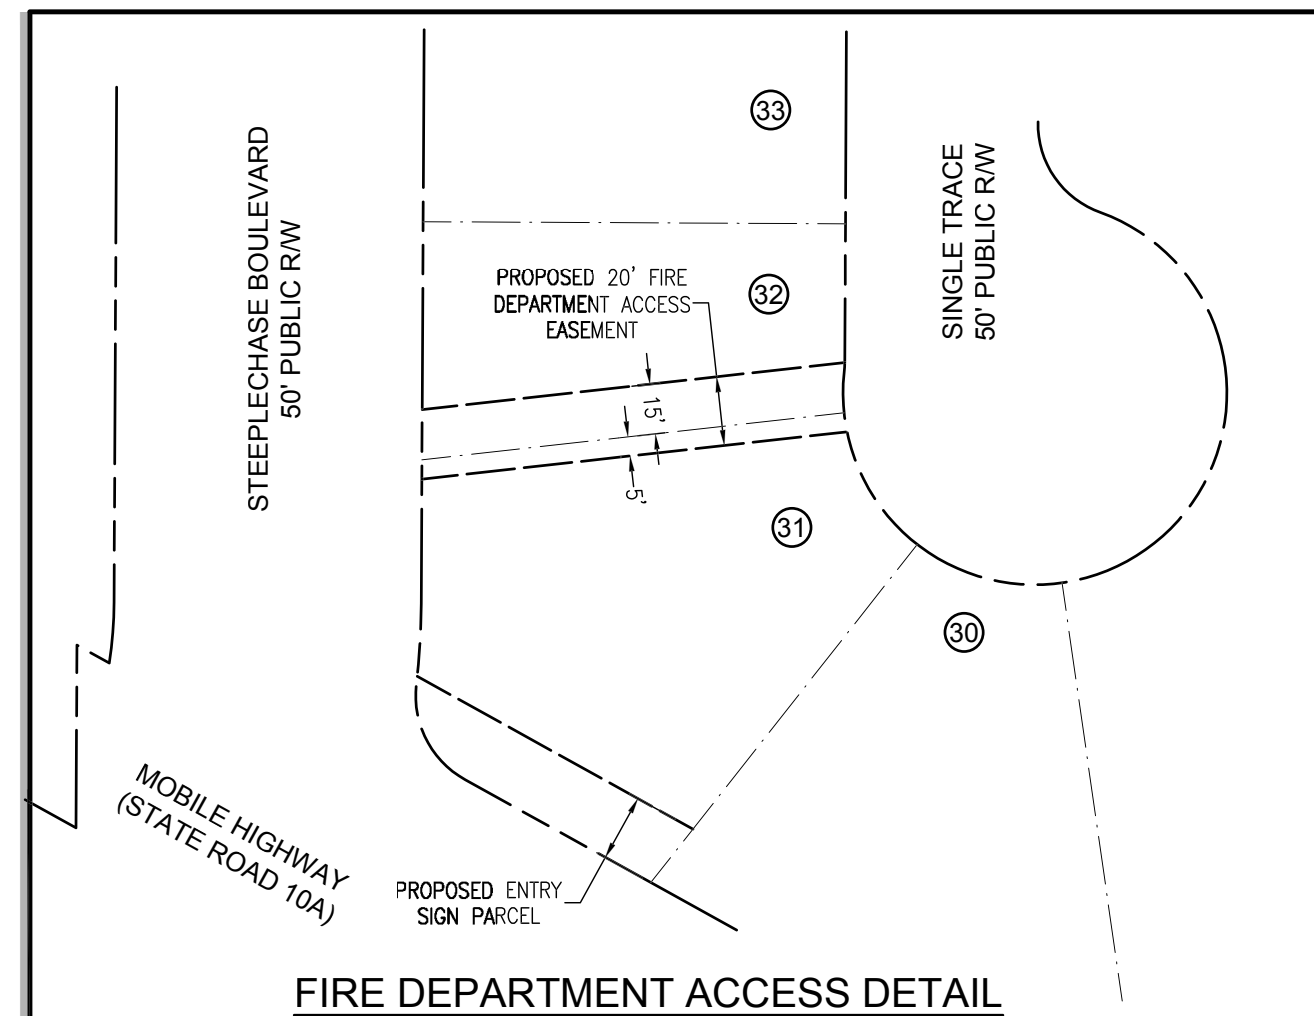 33
STEEPLECHASE BOULEVARD
50' PUBLIC R/W
SINGLE TRACE
50' PUBLIC R/W
PROPOSED 20' FIRE
DEPARTMENT ACCESS
EASEMENT
32
15'
5'
31
30
MOBILE HIGHWAY
(STATE ROAD 10A)
PROPOSED ENTRY
SIGN PARCEL
FIRE DEPARTMENT ACCESS DETAIL